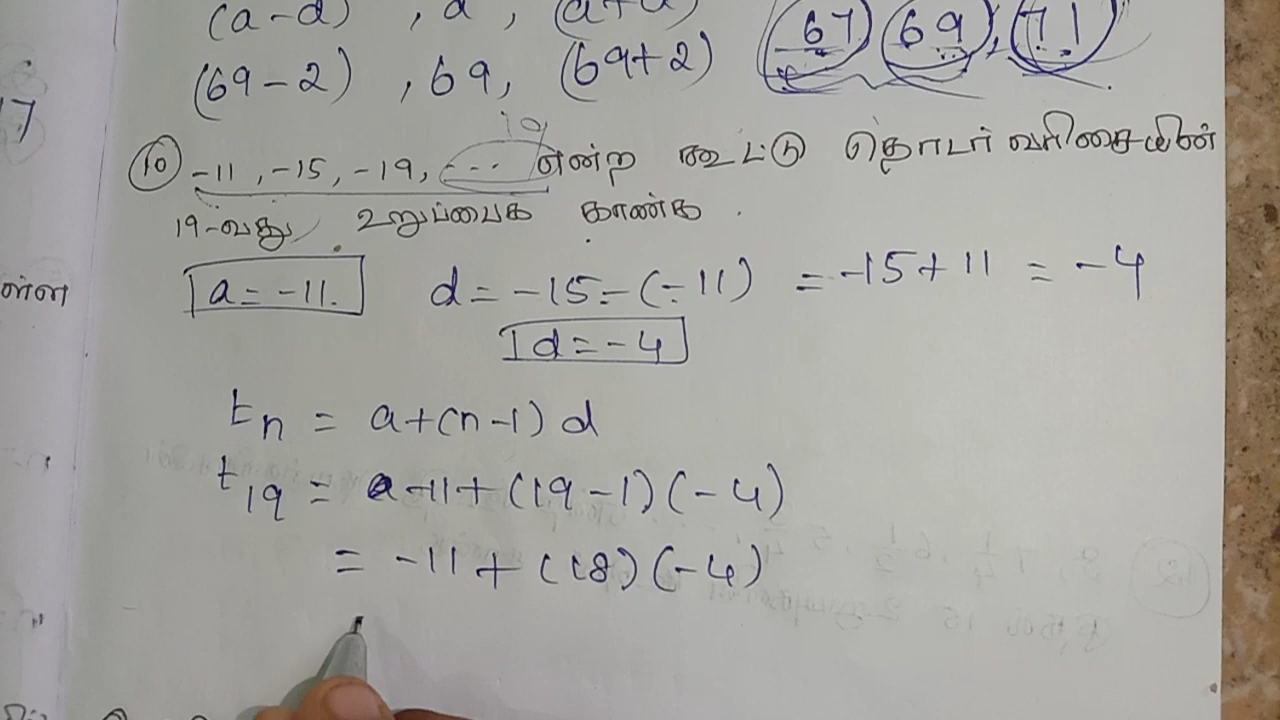 (a-d) , a, (a+d)
(69-2) , 69, (69+2) 67 69, 71
19
(10) -11, -15, -19, ... என்ற கூட்டு தொடர் வரிசையின்
19-வது உறுப்பைக் காண்க.
a = -11. d = -15 - (-11) = -15 + 11 = -4
d = -4
tn = a+(n-1) d
t19 = -11 + (19-1) (-4)
= -11 + (18) (-4)